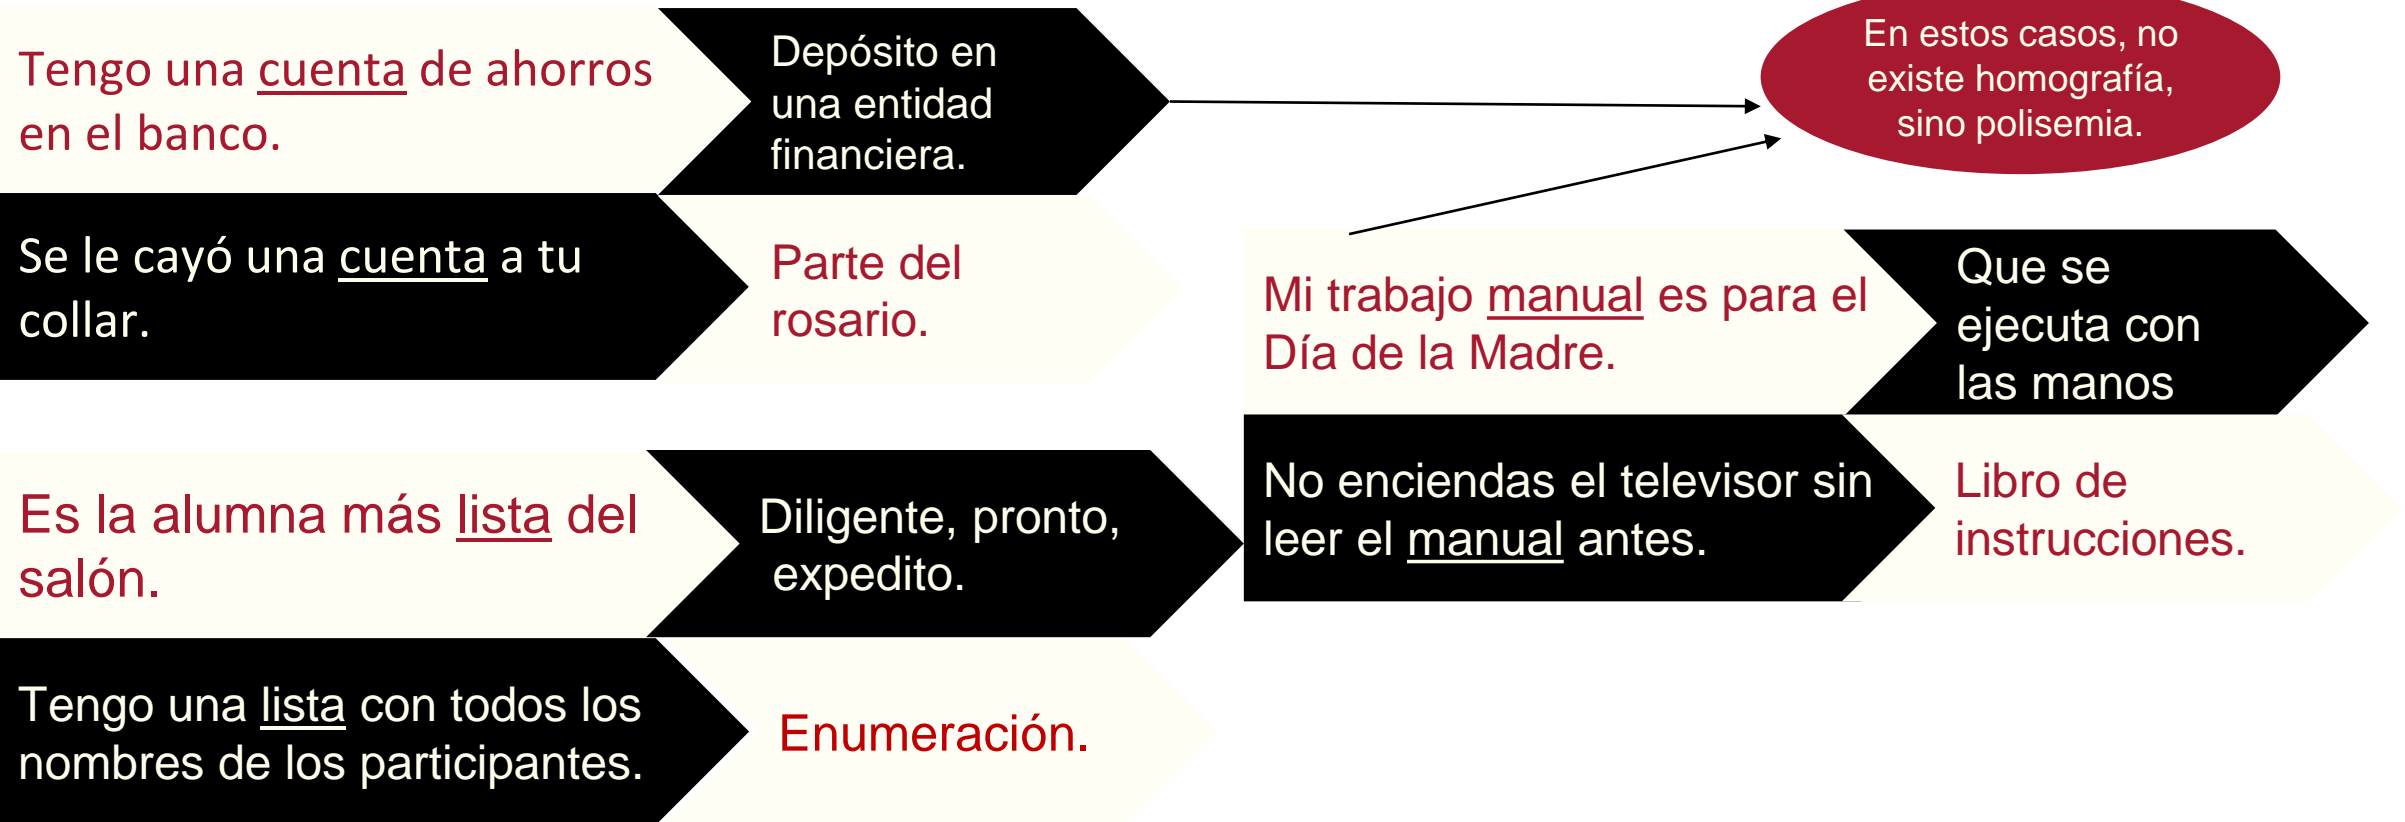 Tengo una cuenta de ahorros
en el banco.
Depósito en
una entidad
financiera.
En estos casos, no
existe homografía,
sino polisemia.
Se le cayó una cuenta a tu
collar.
Parte del
rosario.
Mi trabajo manual es para el
Día de la Madre.
Que se
ejecuta con
las manos
No enciendas el televisor sin
leer el manual antes.
Libro de
instrucciones.
Es la alumna más lista del
salón.
Diligente, pronto,
expedito.
Tengo una lista con todos los
nombres de los participantes.
Enumeración.